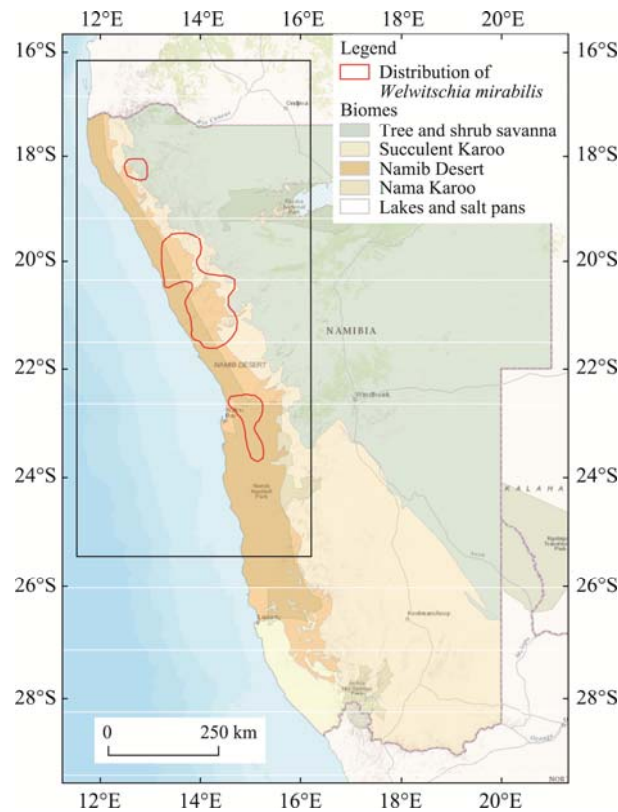 12°E 14°E 16°E 20°E
16°S 16°S
18°S 18°S
20°S 20°S
22°S 22°S
24°S 24°S
26°S 26°S
28°S 28°S
12°E 14°E 16°E 18°E 20°E
Legend
Distribution of
Welwitschia mirabilis
Biomes
Tree and shrub savanna
Succulent Karoo
Namib Desert
Nama Karoo
Lakes and salt pans
NAMIBIA
NAMIB DESERT
Windhoek
KALAHA
Park
Keetmanshoop
0 250 km